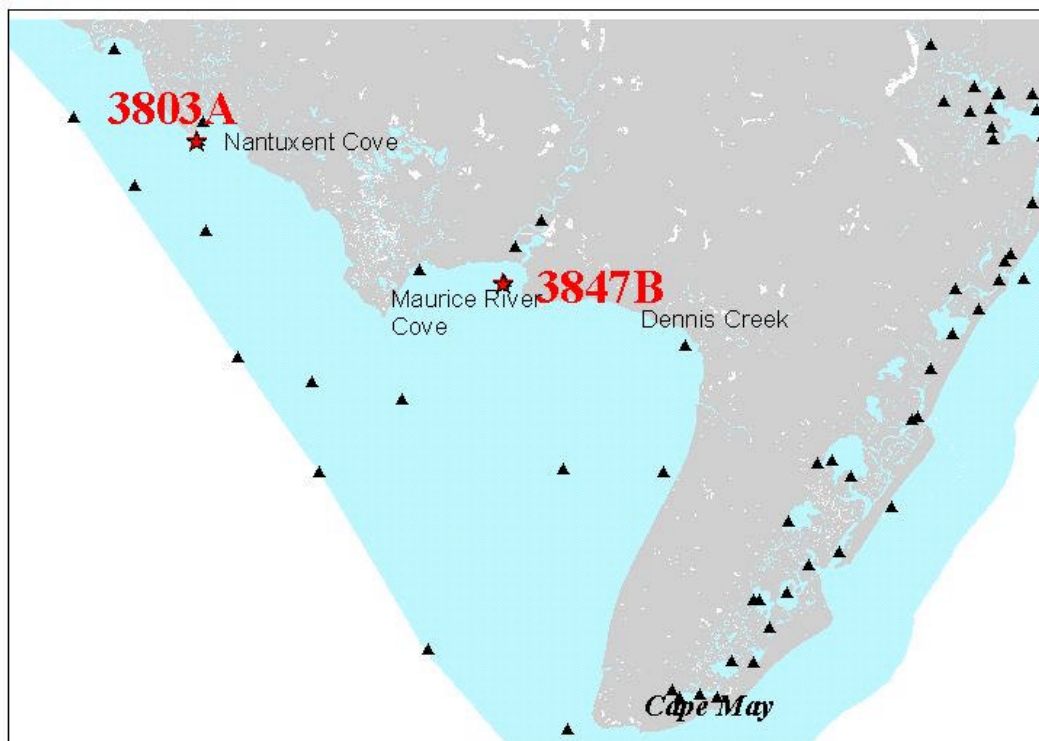 3803A
Nantuxent Cove
3847B
Maurice River
Cove
Dennis Creek
Cape May